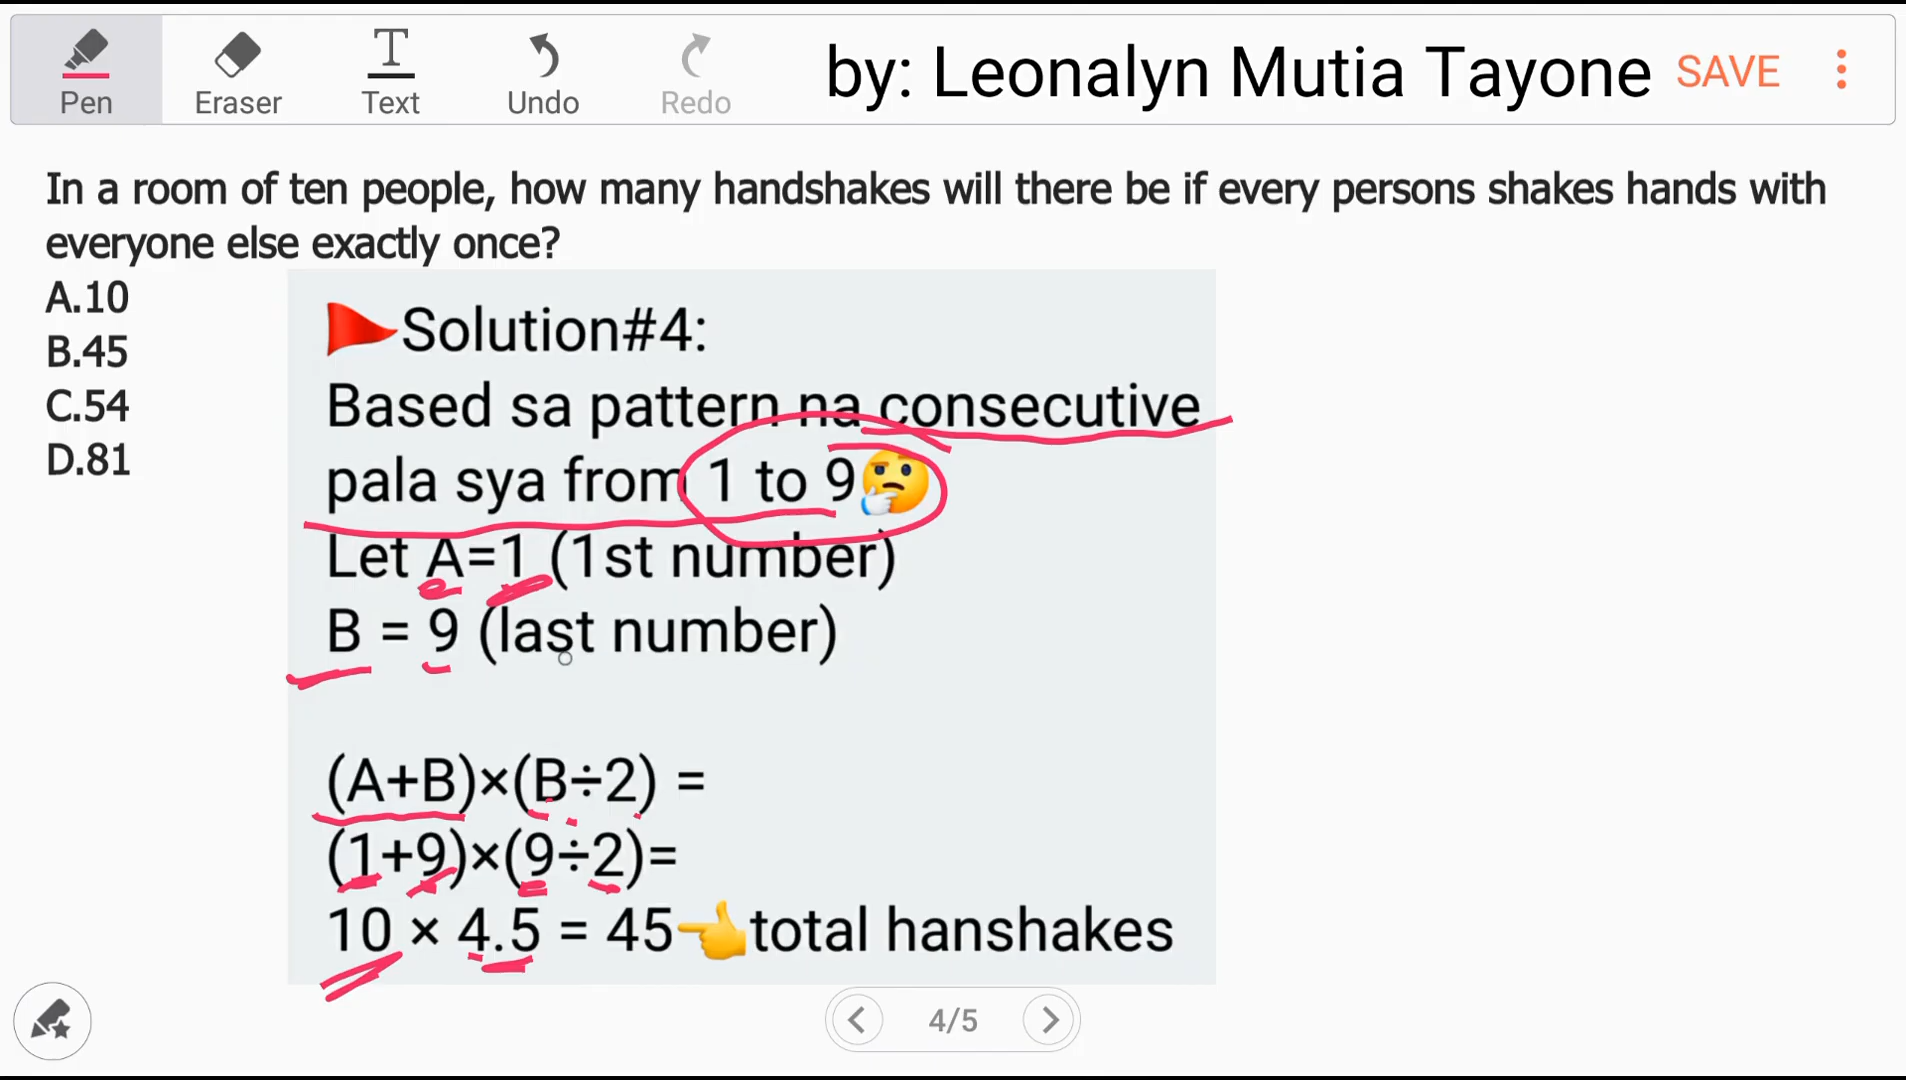 Pen
Eraser
Text
Undo
Redo
by: Leonalyn Mutia Tayone
SAVE
In a room of ten people, how many handshakes will there be if every persons shakes hands with
everyone else exactly once?
A.10
B.45
C.54
D.81
🚩Solution#4:
Based sa pattern na consecutive
pala sya from 1 to 9🤔
Let A=1 (1st number)
B = 9 (last number)
(A+B)×(B÷2) =
(1+9)×(9÷2)=
10 × 4.5 = 45👈total hanshakes
4/5